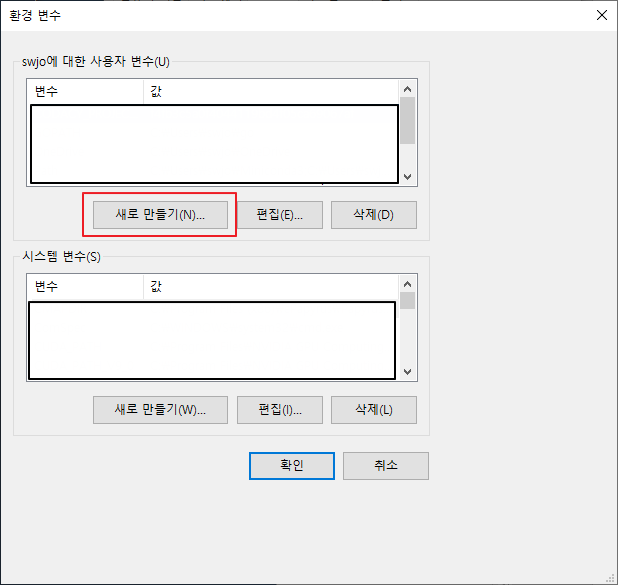 환경 변수
swjo에 대한 사용자 변수(U)
변수 값
새로 만들기(N)... 편집(E)... 삭제(D)
시스템 변수(S)
변수 값
새로 만들기(W)... 편집(I)... 삭제(L)
확인 취소